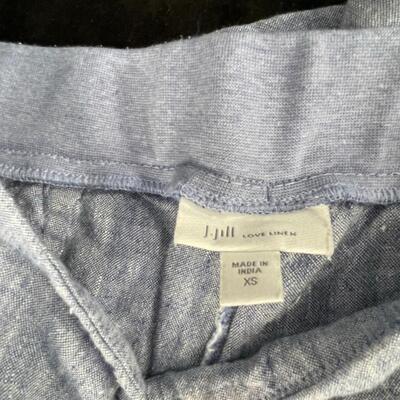 J.Jill LOVE LINEN
MADE IN
INDIA
XS